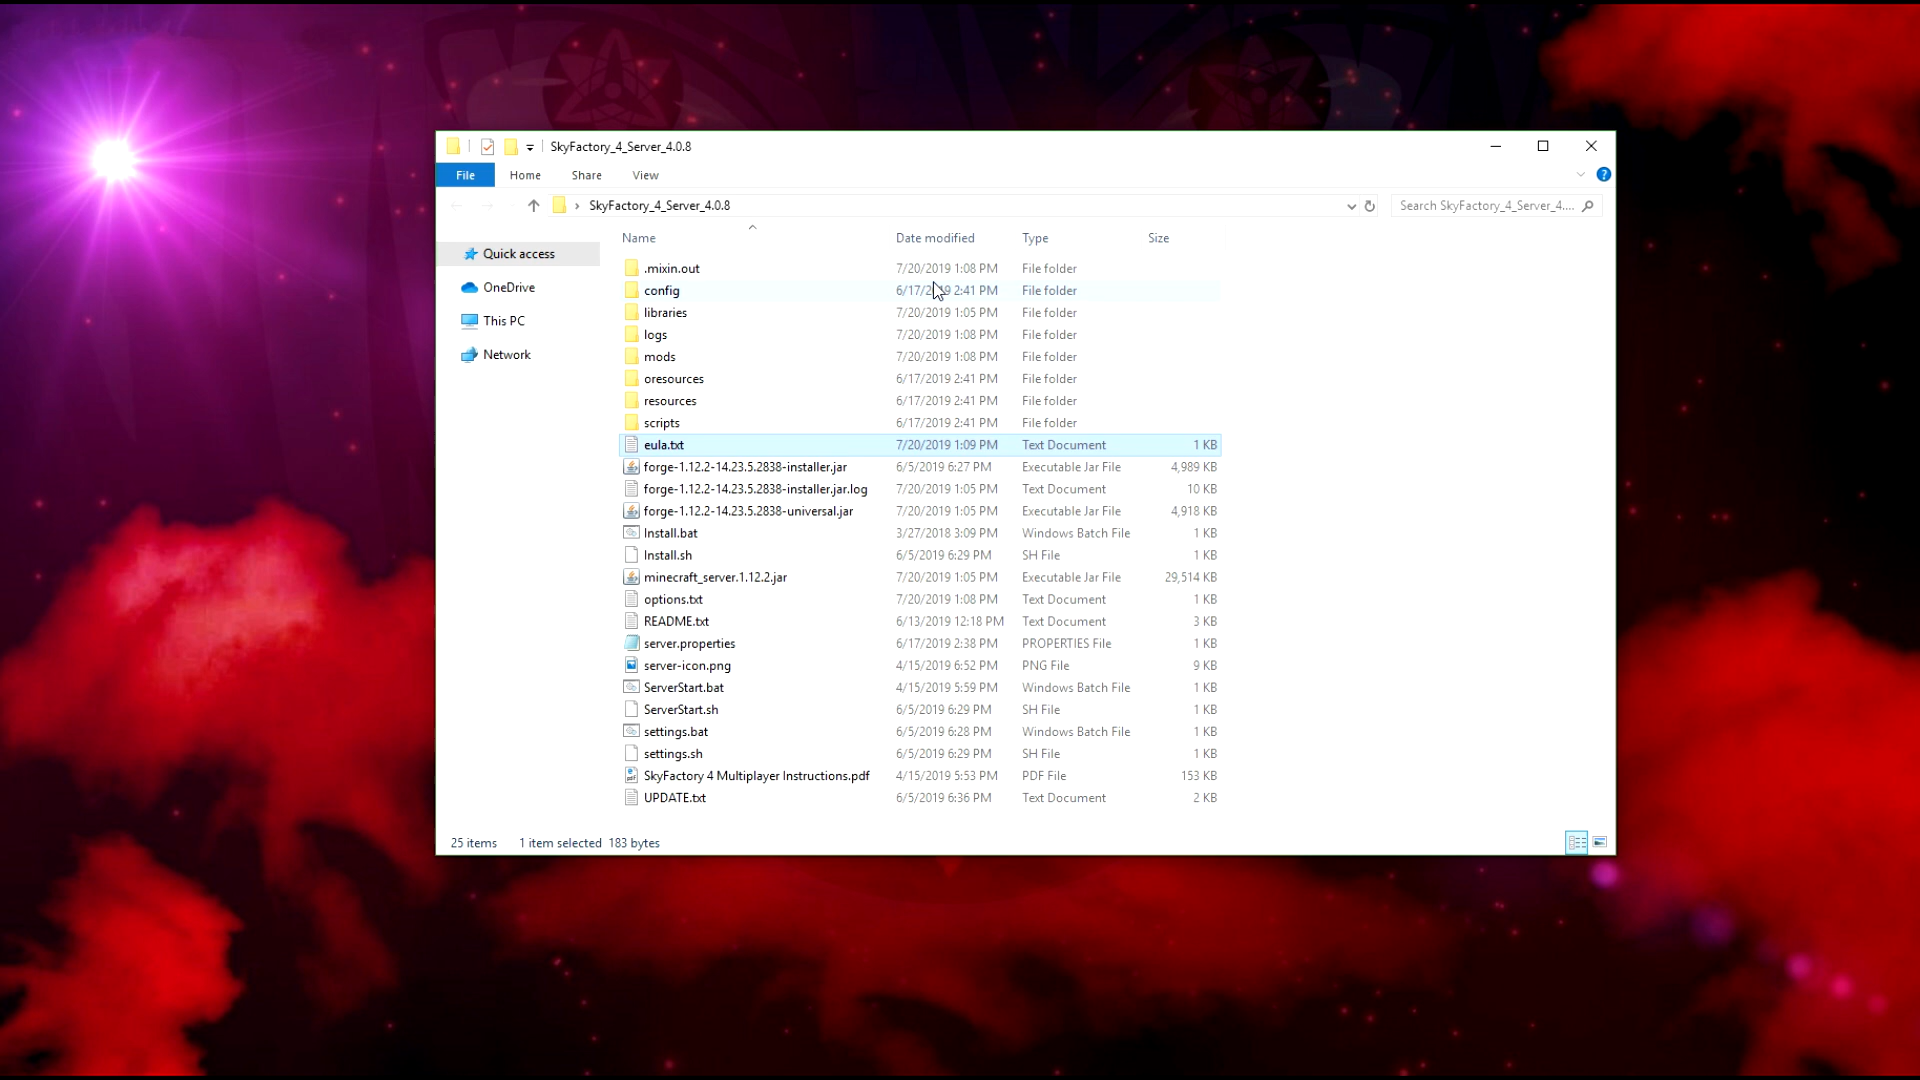 SkyFactory_4_Server_4.0.8
File Home Share View
SkyFactory_4_Server_4.0.8 Search SkyFactory_4_Server_4....
Name Date modified Type Size
Quick access
OneDrive
This PC
Network
.mixin.out 7/20/2019 1:08 PM File folder
config 6/17/2019 2:41 PM File folder
libraries 7/20/2019 1:05 PM File folder
logs 7/20/2019 1:08 PM File folder
mods 7/20/2019 1:08 PM File folder
oresources 6/17/2019 2:41 PM File folder
resources 6/17/2019 2:41 PM File folder
scripts 6/17/2019 2:41 PM File folder
eula.txt 7/20/2019 1:09 PM Text Document 1 KB
forge-1.12.2-14.23.5.2838-installer.jar 6/5/2019 6:27 PM Executable Jar File 4,989 KB
forge-1.12.2-14.23.5.2838-installer.jar.log 7/20/2019 1:05 PM Text Document 10 KB
forge-1.12.2-14.23.5.2838-universal.jar 7/20/2019 1:05 PM Executable Jar File 4,918 KB
Install.bat 3/27/2018 3:09 PM Windows Batch File 1 KB
Install.sh 6/5/2019 6:29 PM SH File 1 KB
minecraft_server.1.12.2.jar 7/20/2019 1:05 PM Executable Jar File 29,514 KB
options.txt 7/20/2019 1:08 PM Text Document 1 KB
README.txt 6/13/2019 12:18 PM Text Document 3 KB
server.properties 6/17/2019 2:38 PM PROPERTIES File 1 KB
server-icon.png 4/15/2019 6:52 PM PNG File 9 KB
ServerStart.bat 4/15/2019 5:59 PM Windows Batch File 1 KB
ServerStart.sh 6/5/2019 6:29 PM SH File 1 KB
settings.bat 6/5/2019 6:28 PM Windows Batch File 1 KB
settings.sh 6/5/2019 6:29 PM SH File 1 KB
SkyFactory 4 Multiplayer Instructions.pdf 4/15/2019 5:53 PM PDF File 153 KB
UPDATE.txt 6/5/2019 6:36 PM Text Document 2 KB
25 items 1 item selected 183 bytes